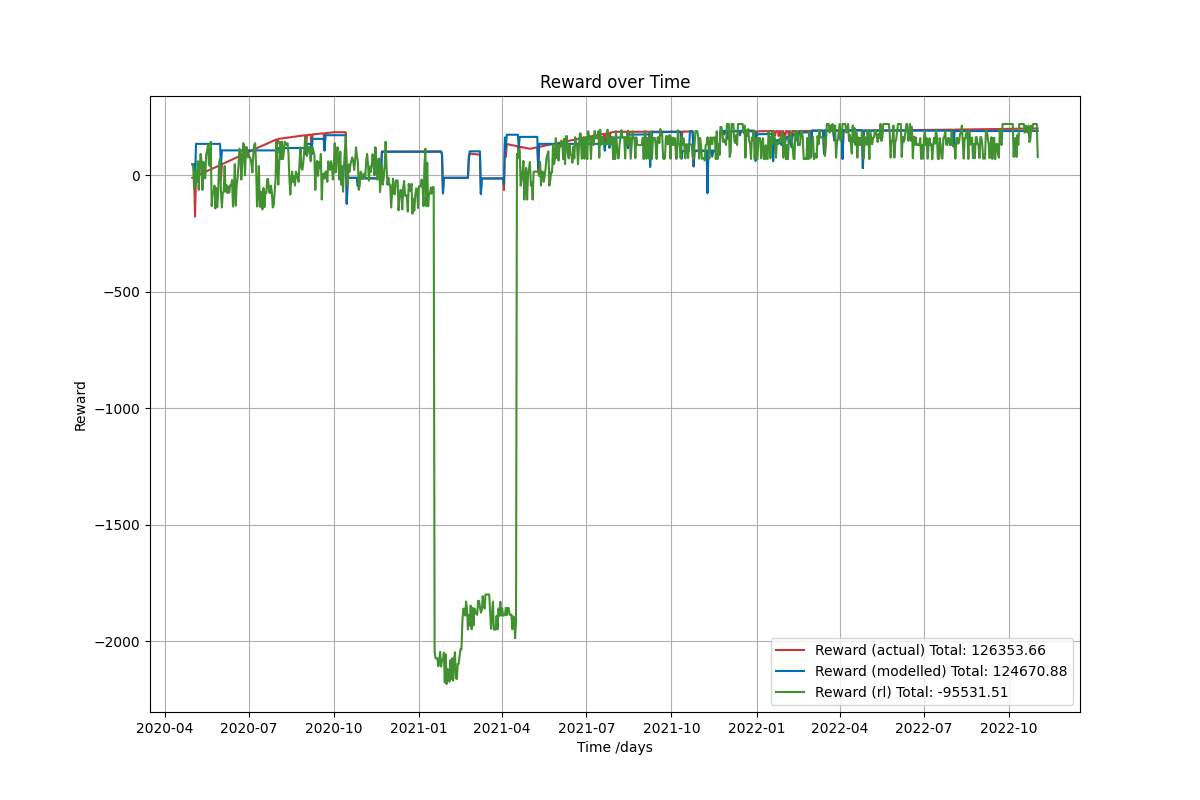 Reward over Time
Reward
0
−500
−1000
−1500
−2000
2020-04 2020-07 2020-10 2021-01 2021-04 2021-07 2021-10 2022-01 2022-04 2022-07 2022-10
Time /days
Reward (actual) Total: 126353.66
Reward (modelled) Total: 124670.88
Reward (rl) Total: -95531.51